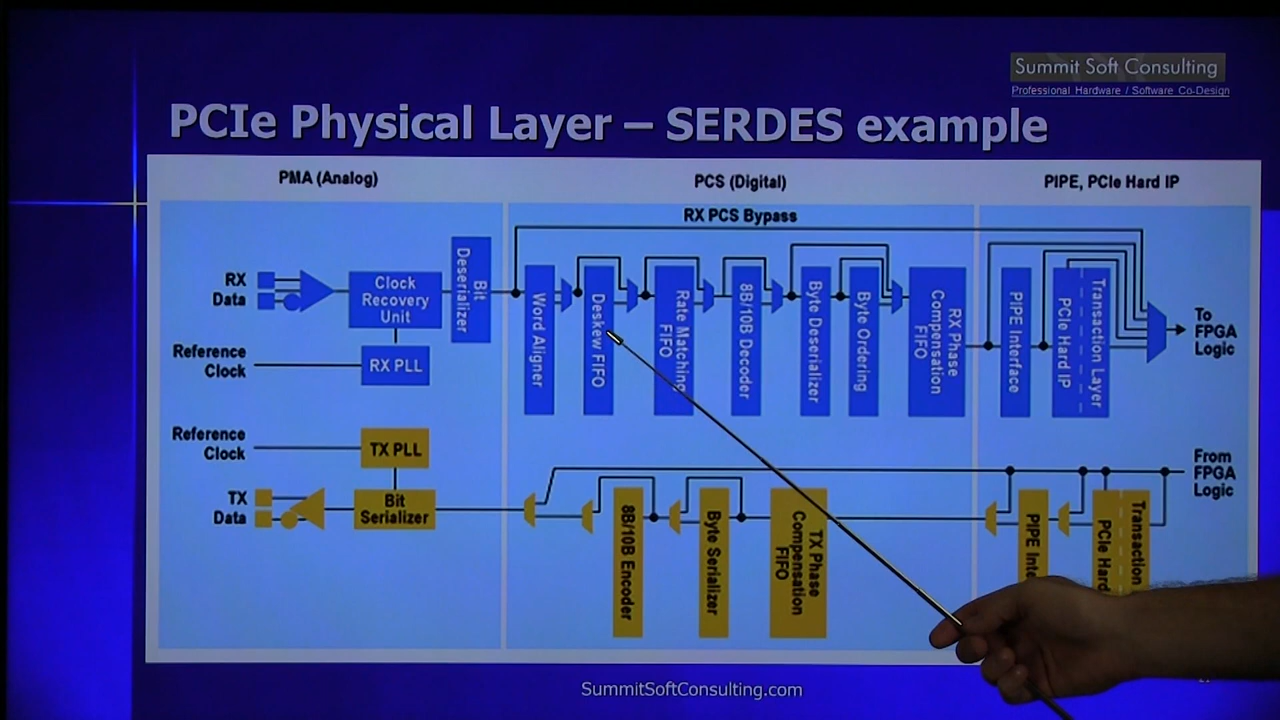 Summit Soft Consulting
Professional Hardware / Software Co-Design
PCIe Physical Layer – SERDES example
PMA (Analog)
PCS (Digital)
PIPE, PCIe Hard IP
RX PCS Bypass
RX
Data
Clock
Recovery
Unit
Bit
Deserializer
Word Aligner
Deskew FIFO
Rate Matching
FIFO
8B/10B Decoder
Byte Deserializer
Byte Ordering
RX Phase
Compensation
FIFO
PIPE Interface
Transaction Layer
PCIe Hard IP
To
FPGA
Logic
Reference
Clock
RX PLL
Reference
Clock
TX PLL
TX
Data
Bit
Serializer
8B/10B Encoder
Byte Serializer
TX Phase
Compensation
FIFO
PIPE Inte
Transaction
PCIe Hard
From
FPGA
Logic
SummitSoftConsulting.com